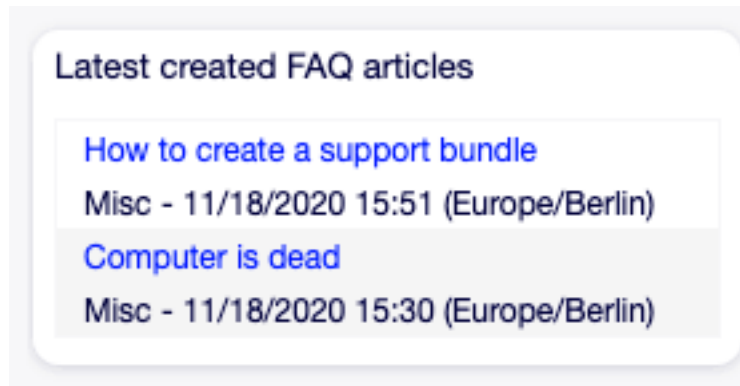 Latest created FAQ articles
How to create a support bundle
Misc - 11/18/2020 15:51 (Europe/Berlin)
Computer is dead
Misc - 11/18/2020 15:30 (Europe/Berlin)